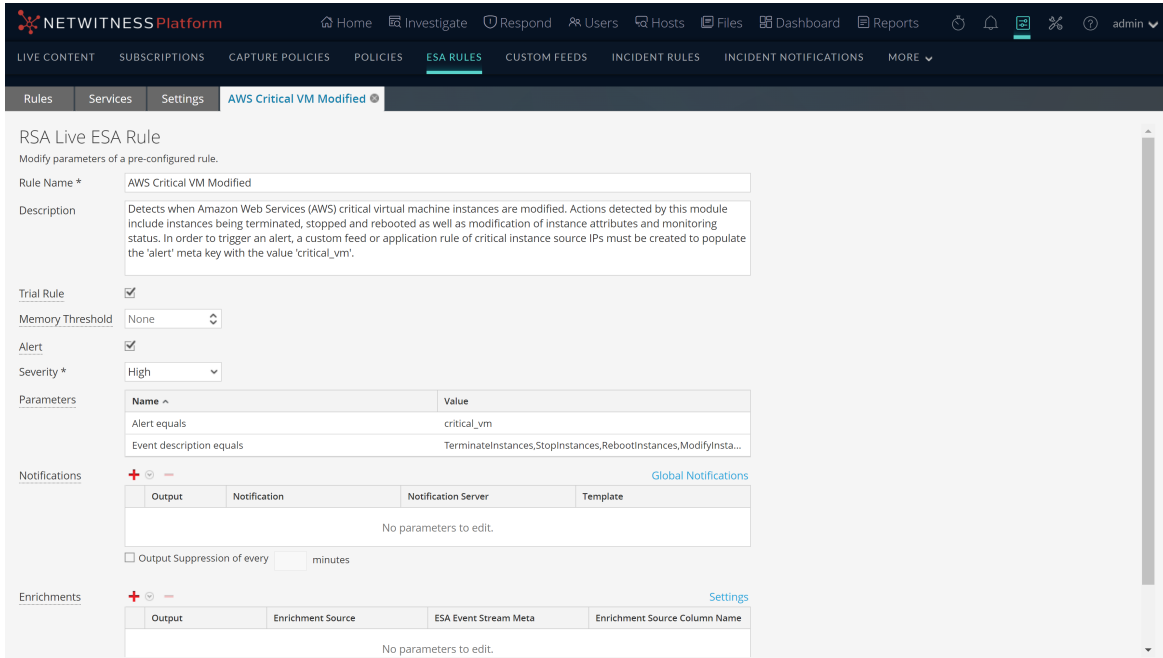 NETWITNESS Platform Home Investigate Respond Users Hosts Files Dashboard Reports admin
LIVE CONTENT SUBSCRIPTIONS CAPTURE POLICIES POLICIES ESA RULES CUSTOM FEEDS INCIDENT RULES INCIDENT NOTIFICATIONS MORE
Rules Services Settings AWS Critical VM Modified
RSA Live ESA Rule
Modify parameters of a pre-configured rule.
Rule Name * AWS Critical VM Modified
Description Detects when Amazon Web Services (AWS) critical virtual machine instances are modified. Actions detected by this module
include instances being terminated, stopped and rebooted as well as modification of instance attributes and monitoring
status. In order to trigger an alert, a custom feed or application rule of critical instance source IPs must be created to populate
the 'alert' meta key with the value 'critical_vm'.
Trial Rule
Memory Threshold None
Alert
Severity * High
Parameters Name Value
Alert equals critical_vm
Event description equals TerminateInstances,StopInstances,RebootInstances,ModifyInsta...
Notifications Global Notifications
Output Notification Notification Server Template
No parameters to edit.
Output Suppression of every minutes
Enrichments Settings
Output Enrichment Source ESA Event Stream Meta Enrichment Source Column Name
No parameters to edit.